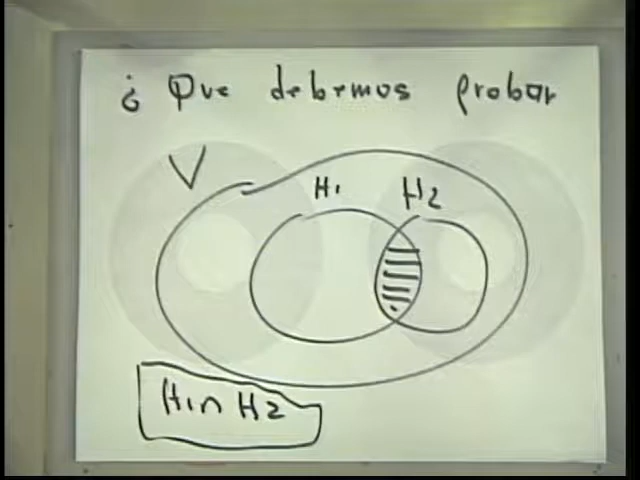 ¿ Que debemos probar
V
H1 H2
H1 ∩ H2